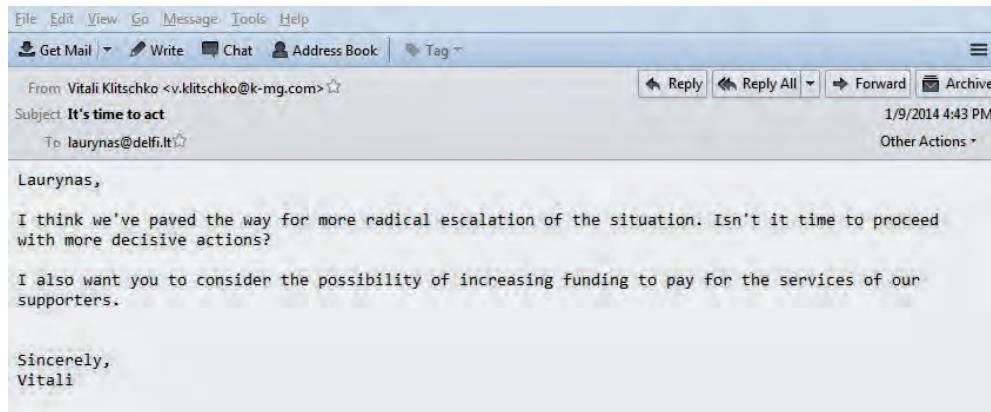 File Edit View Go Message Tools Help
Get Mail Write Chat Address Book Tag
From Vitali Klitschko <v.klitschko@k-mg.com> Reply Reply All Forward Archive
Subject It's time to act 1/9/2014 4:43 PM
To laurynas@delfi.lt Other Actions
Laurynas,
I think we've paved the way for more radical escalation of the situation. Isn't it time to proceed
with more decisive actions?
I also want you to consider the possibility of increasing funding to pay for the services of our
supporters.
Sincerely,
Vitali